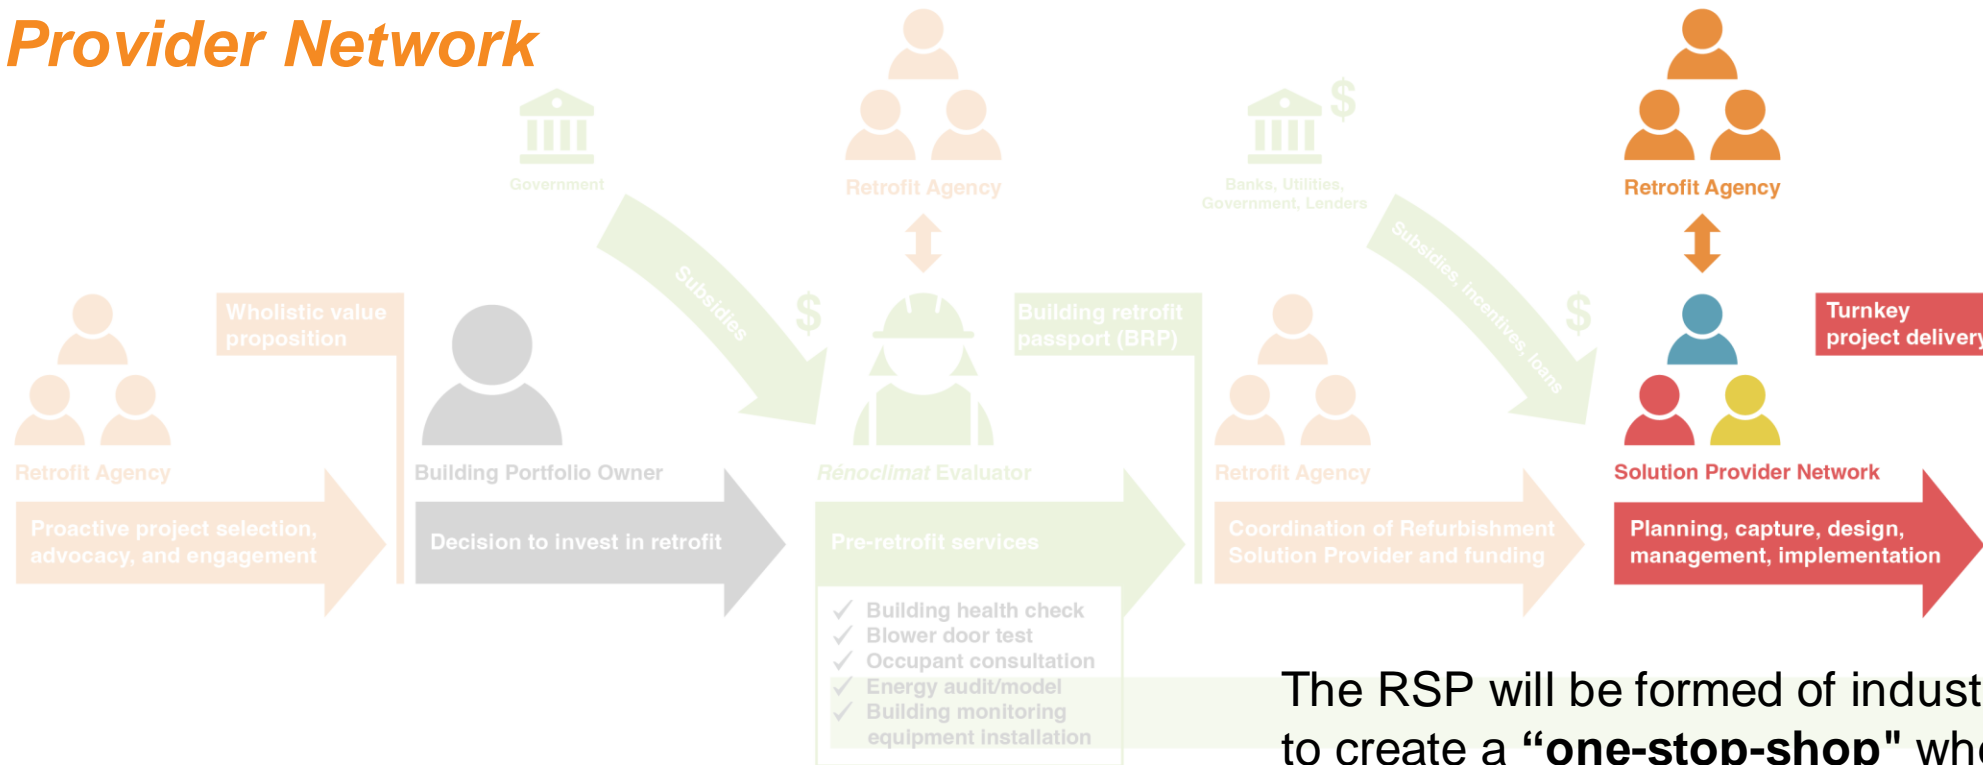 Provider Network
Government
Retrofit Agency
Banks, Utilities,
Government, Lenders
$
Retrofit Agency
Subsidies
$
Subsidies, incentives, loans
$
Wholistic value
proposition
Building retrofit
passport (BRP)
Turnkey
project delivery
Retrofit Agency
Building Portfolio Owner
Rénoclimat Evaluator
Retrofit Agency
Solution Provider Network
Proactive project selection,
advocacy, and engagement
Decision to invest in retrofit
Pre-retrofit services
Coordination of Refurbishment
Solution Provider and funding
Planning, capture, design,
management, implementation
✓ Building health check
✓ Blower door test
✓ Occupant consultation
✓ Energy audit/model
✓ Building monitoring
equipment installation
The RSP will be formed of
to create a “one-stop-shop"